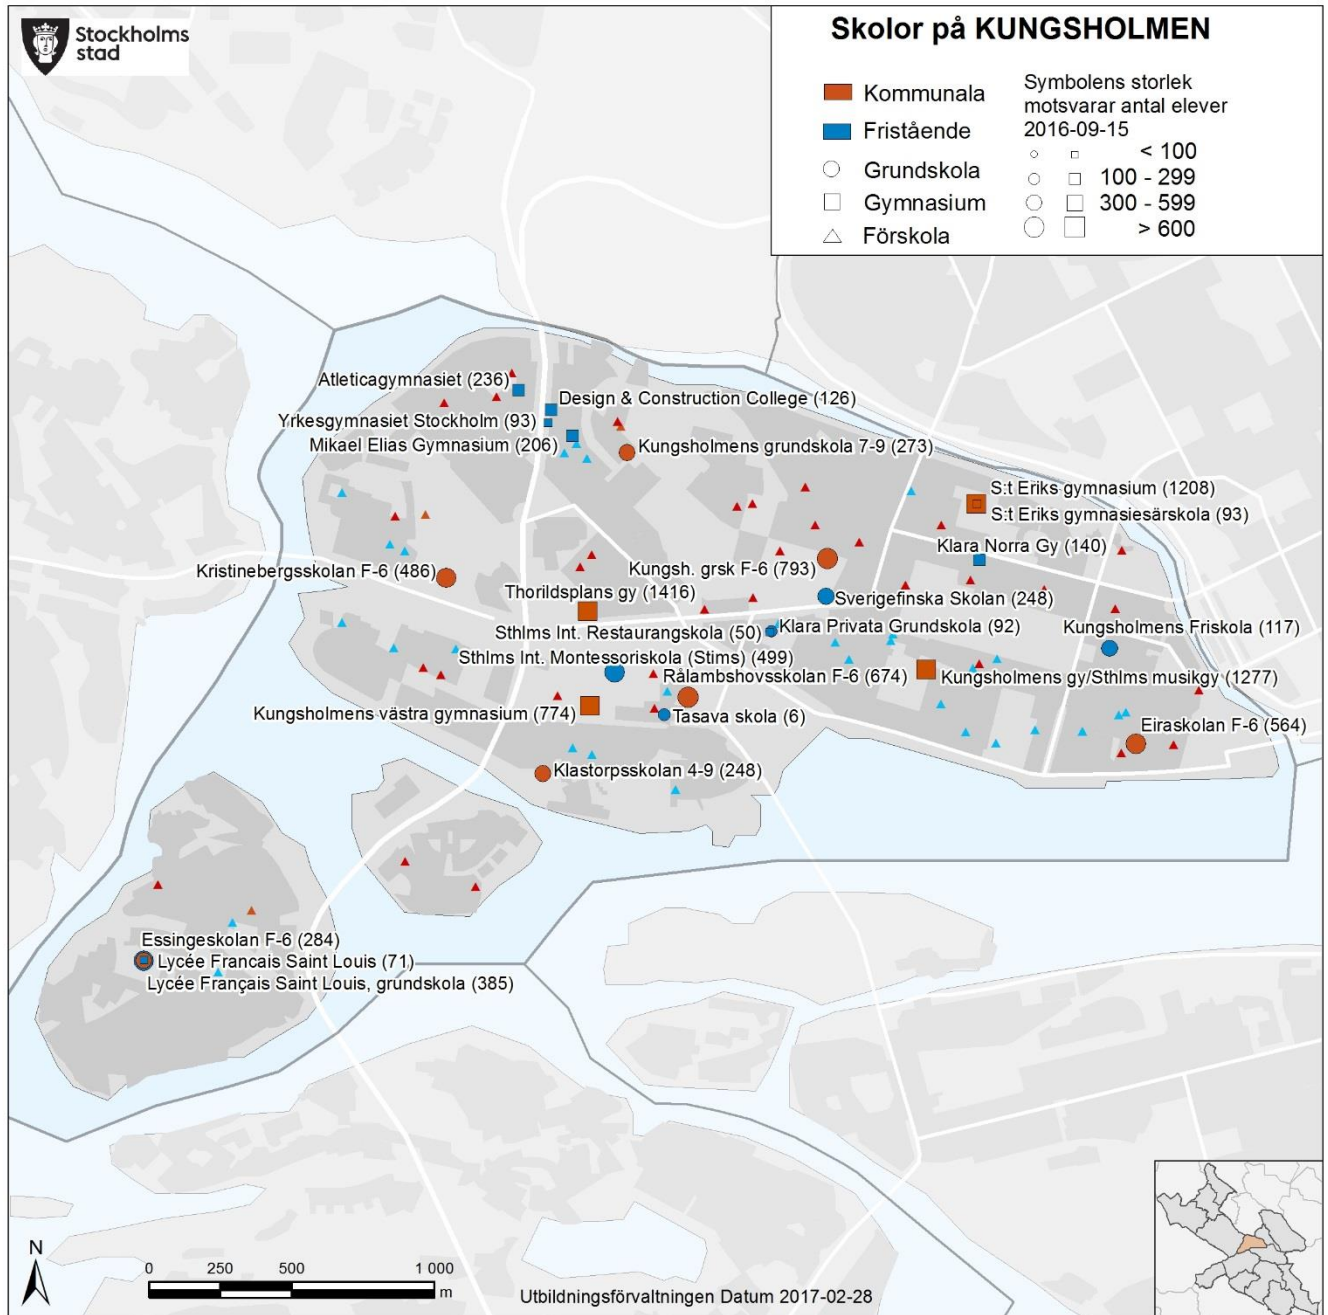 Stockholms
stad
Skolor på KUNGSHOLMEN
Kommunala
Fristående
Grundskola
Gymnasium
Förskola
Symbolens storlek
motsvarar antal elever
2016-09-15
< 100
100 - 299
300 - 599
> 600
Atleticagymnasiet (236)
Design & Construction College (126)
Yrkesgymnasiet Stockholm (93)
Mikael Elias Gymnasium (206)
Kungsholmens grundskola 7-9 (273)
S:t Eriks gymnasium (1208)
S:t Eriks gymnasiesärskola (93)
Klara Norra Gy (140)
Kungsh. grsk F-6 (793)
Kristinebergsskolan F-6 (486)
Thorildsplans gy (1416)
Sverigefinska Skolan (248)
Sthlms Int. Restaurangskola (50)
Klara Privata Grundskola (92)
Kungsholmens Friskola (117)
Sthlms Int. Montessoriskola (Stims) (499)
Rålambshovsskolan F-6 (674)
Kungsholmens gy/Sthlms musikgy (1277)
Kungsholmens västra gymnasium (774)
Tasava skola (6)
Eiraskolan F-6 (564)
Klastorpsskolan 4-9 (248)
Essingeskolan F-6 (284)
Lycée Francais Saint Louis (71)
Lycée Français Saint Louis, grundskola (385)
N
0 250 500 1 000
m
Utbildningsförvaltningen Datum 2017-02-28